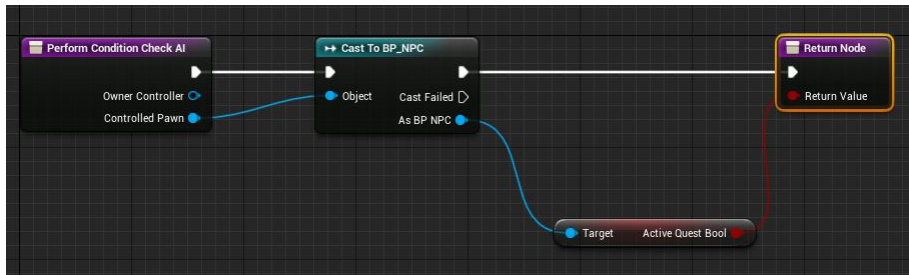 Perform Condition Check AI
Owner Controller
Controlled Pawn
Cast To BP_NPC
Object
Cast Failed
As BP NPC
Return Node
Return Value
Target
Active Quest Bool